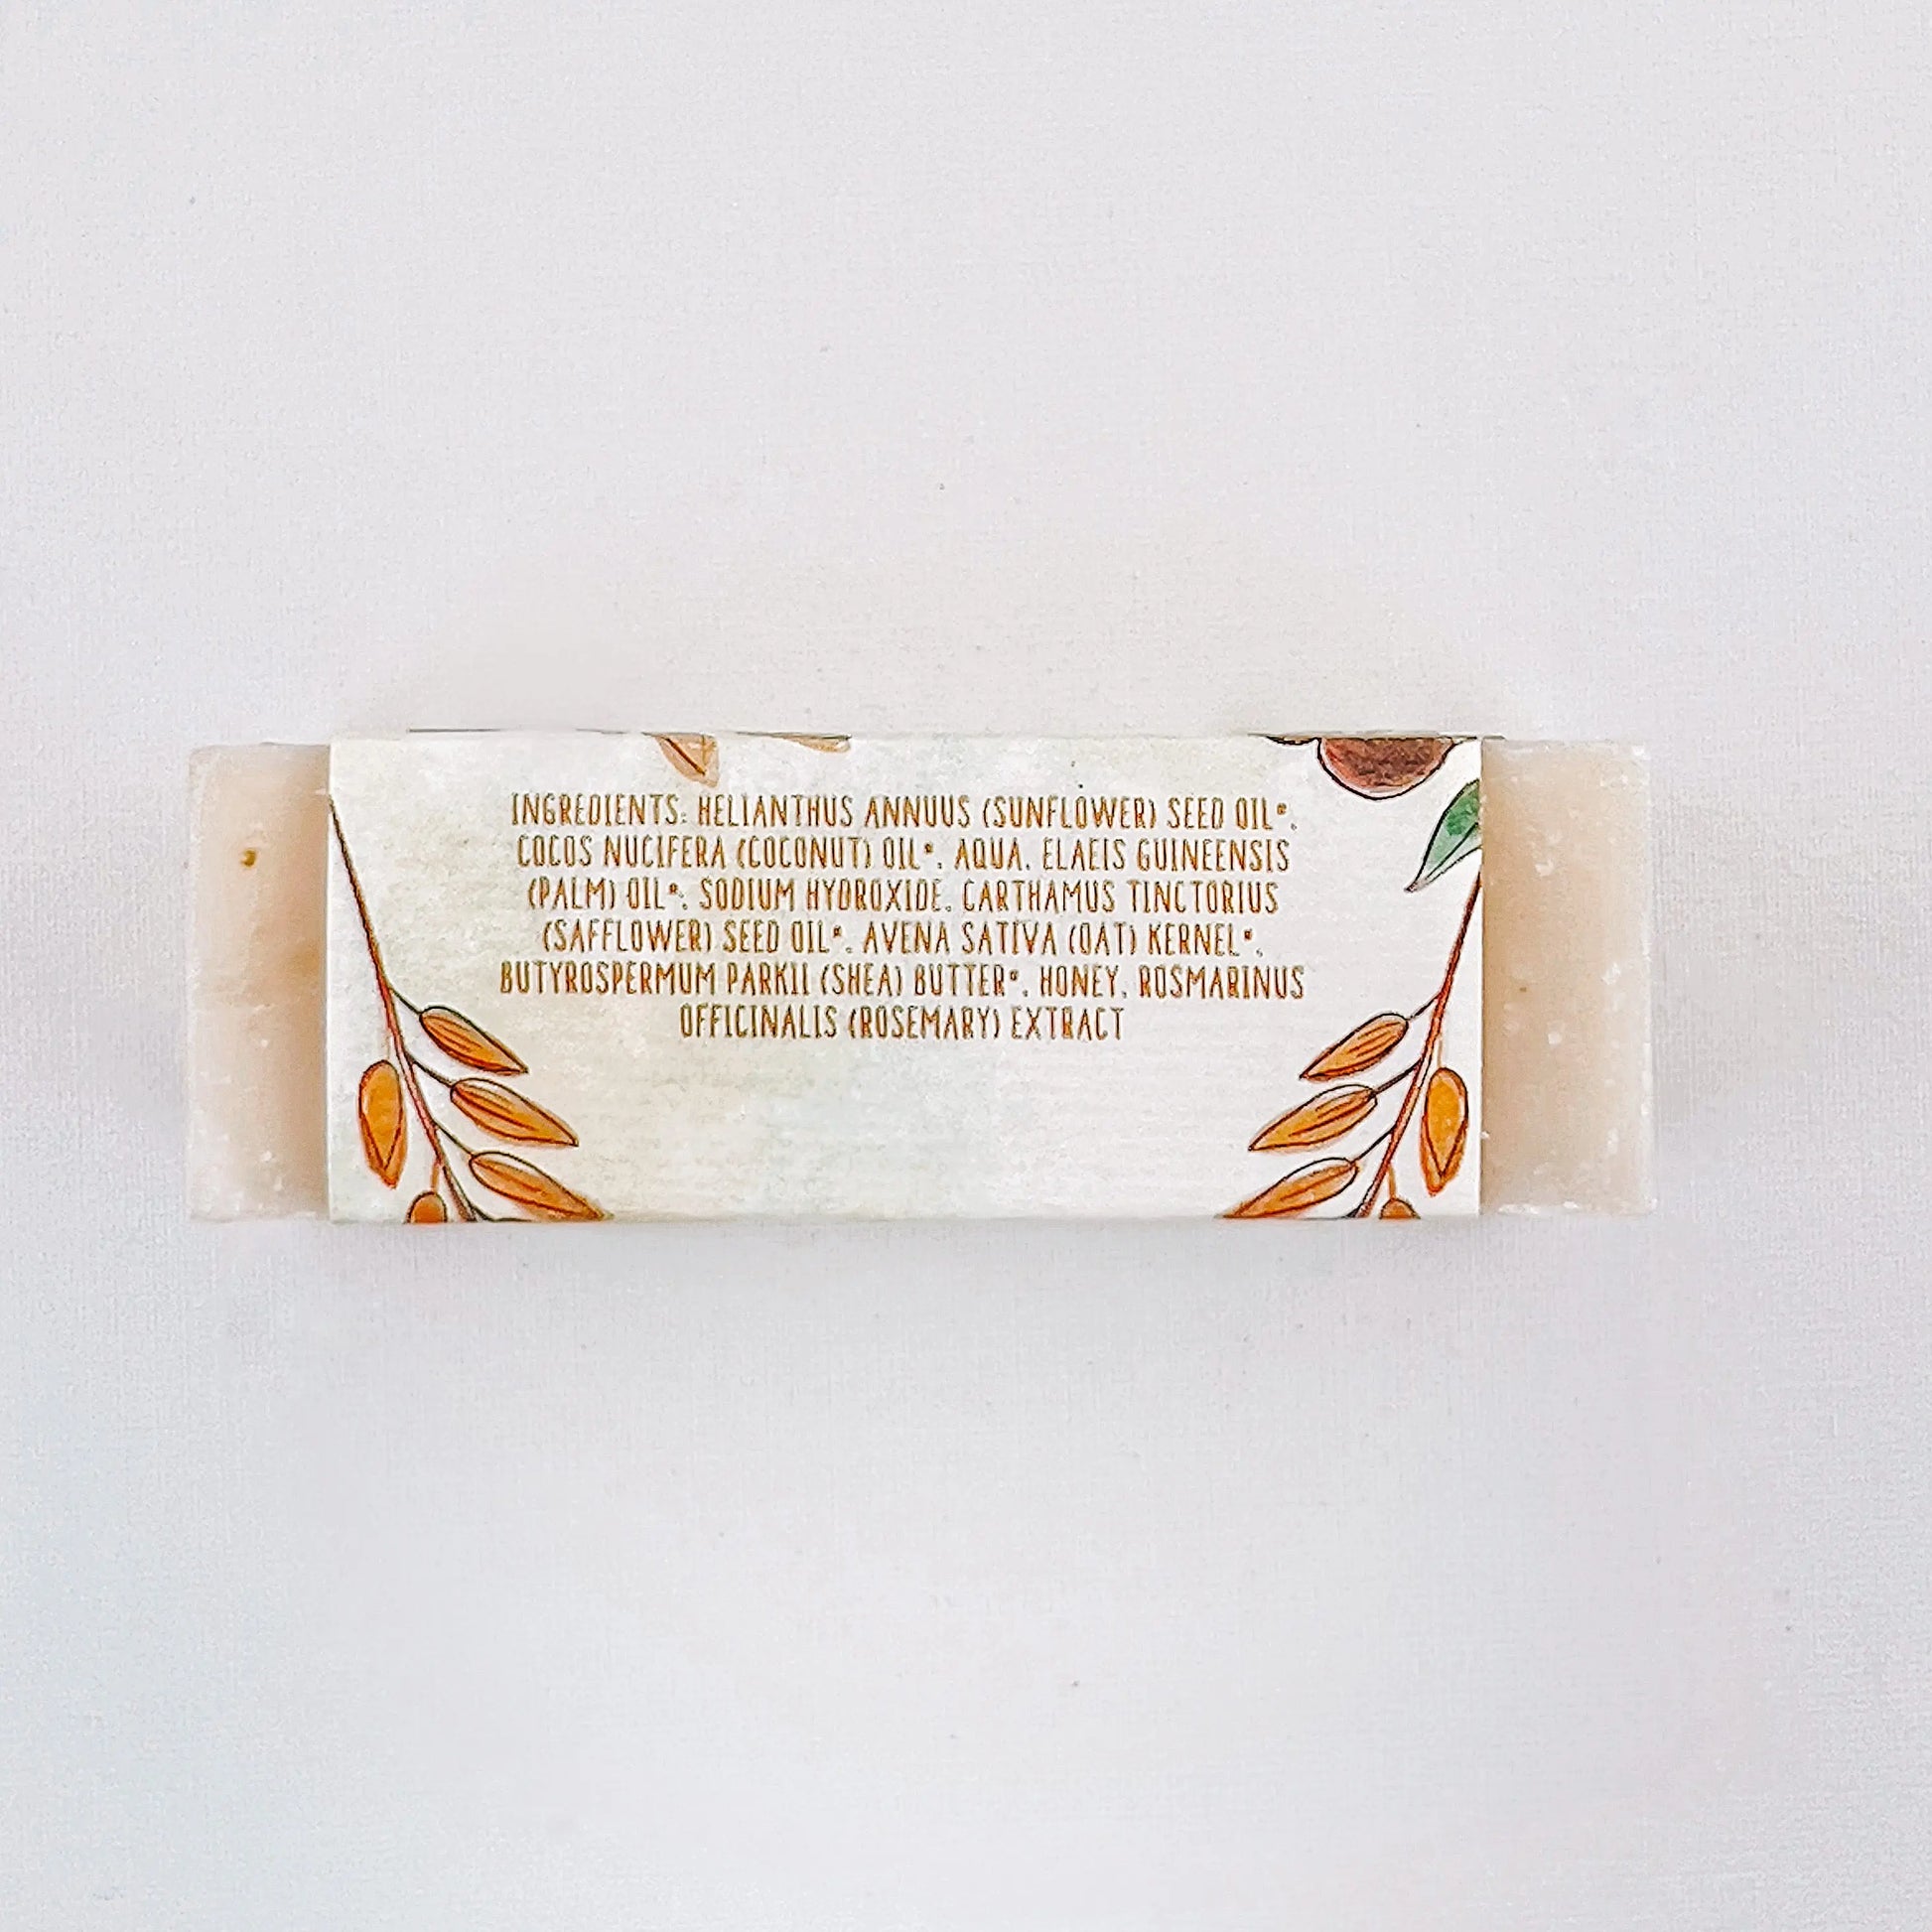 INGREDIENTS: HELIANTHUS ANNUUS (SUNFLOWER) SEED OIL*,
COCOS NUCIFERA (COCONUT) OIL*, AQUA, ELAEIS GUINEENSIS
(PALM) OIL*, SODIUM HYDROXIDE, CARTHAMUS TINCTORIUS
(SAFFLOWER) SEED OIL*, AVENA SATIVA (OAT) KERNEL*,
BUTYROSPERMUM PARKII (SHEA) BUTTER*, HONEY, ROSMARINUS
OFFICINALIS (ROSEMARY) EXTRACT